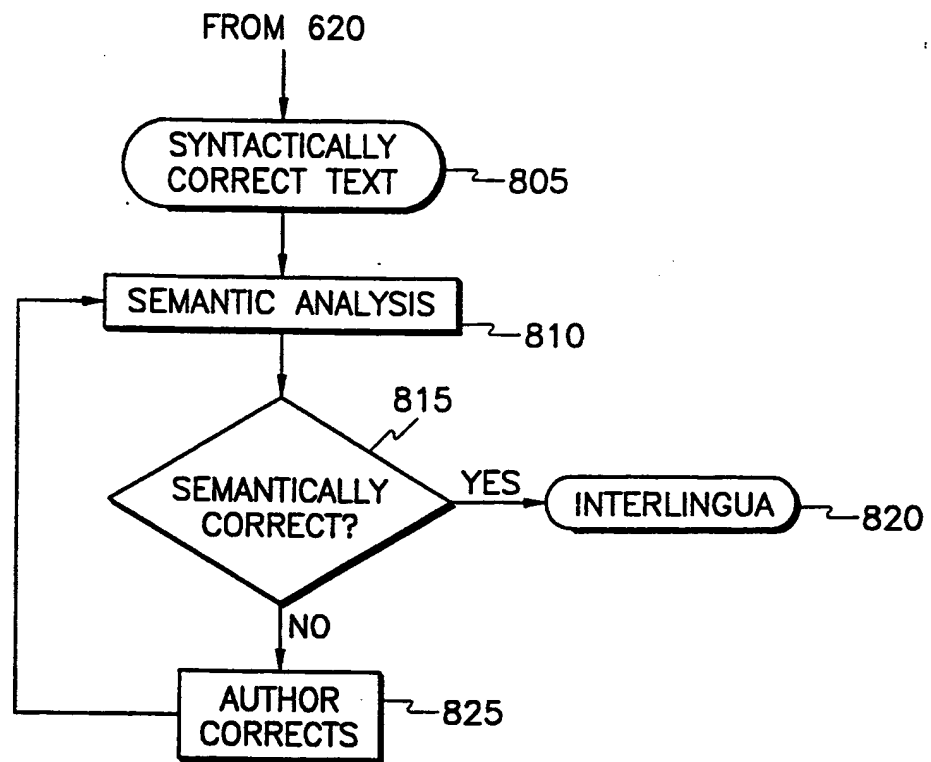 FROM 620
SYNTACTICALLY
CORRECT TEXT
805
SEMANTIC ANALYSIS
810
815
SEMANTICALLY
CORRECT?
YES
INTERLINGUA
820
NO
AUTHOR
CORRECTS
825